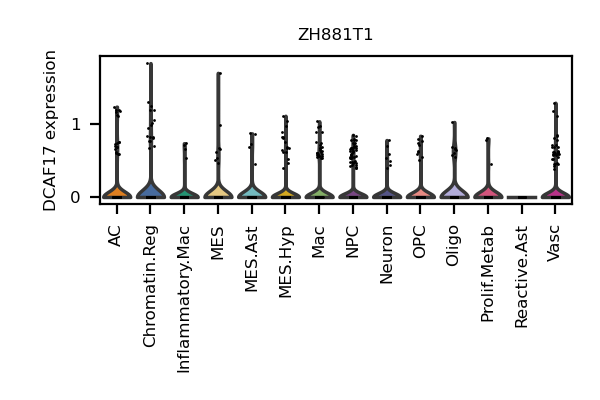 ZH881T1
DCAF17 expression
1
0
AC
Chromatin.Reg
Inflammatory.Mac
MES
MES.Ast
MES.Hyp
Mac
NPC
Neuron
OPC
Oligo
Prolif.Metab
Reactive.Ast
Vasc